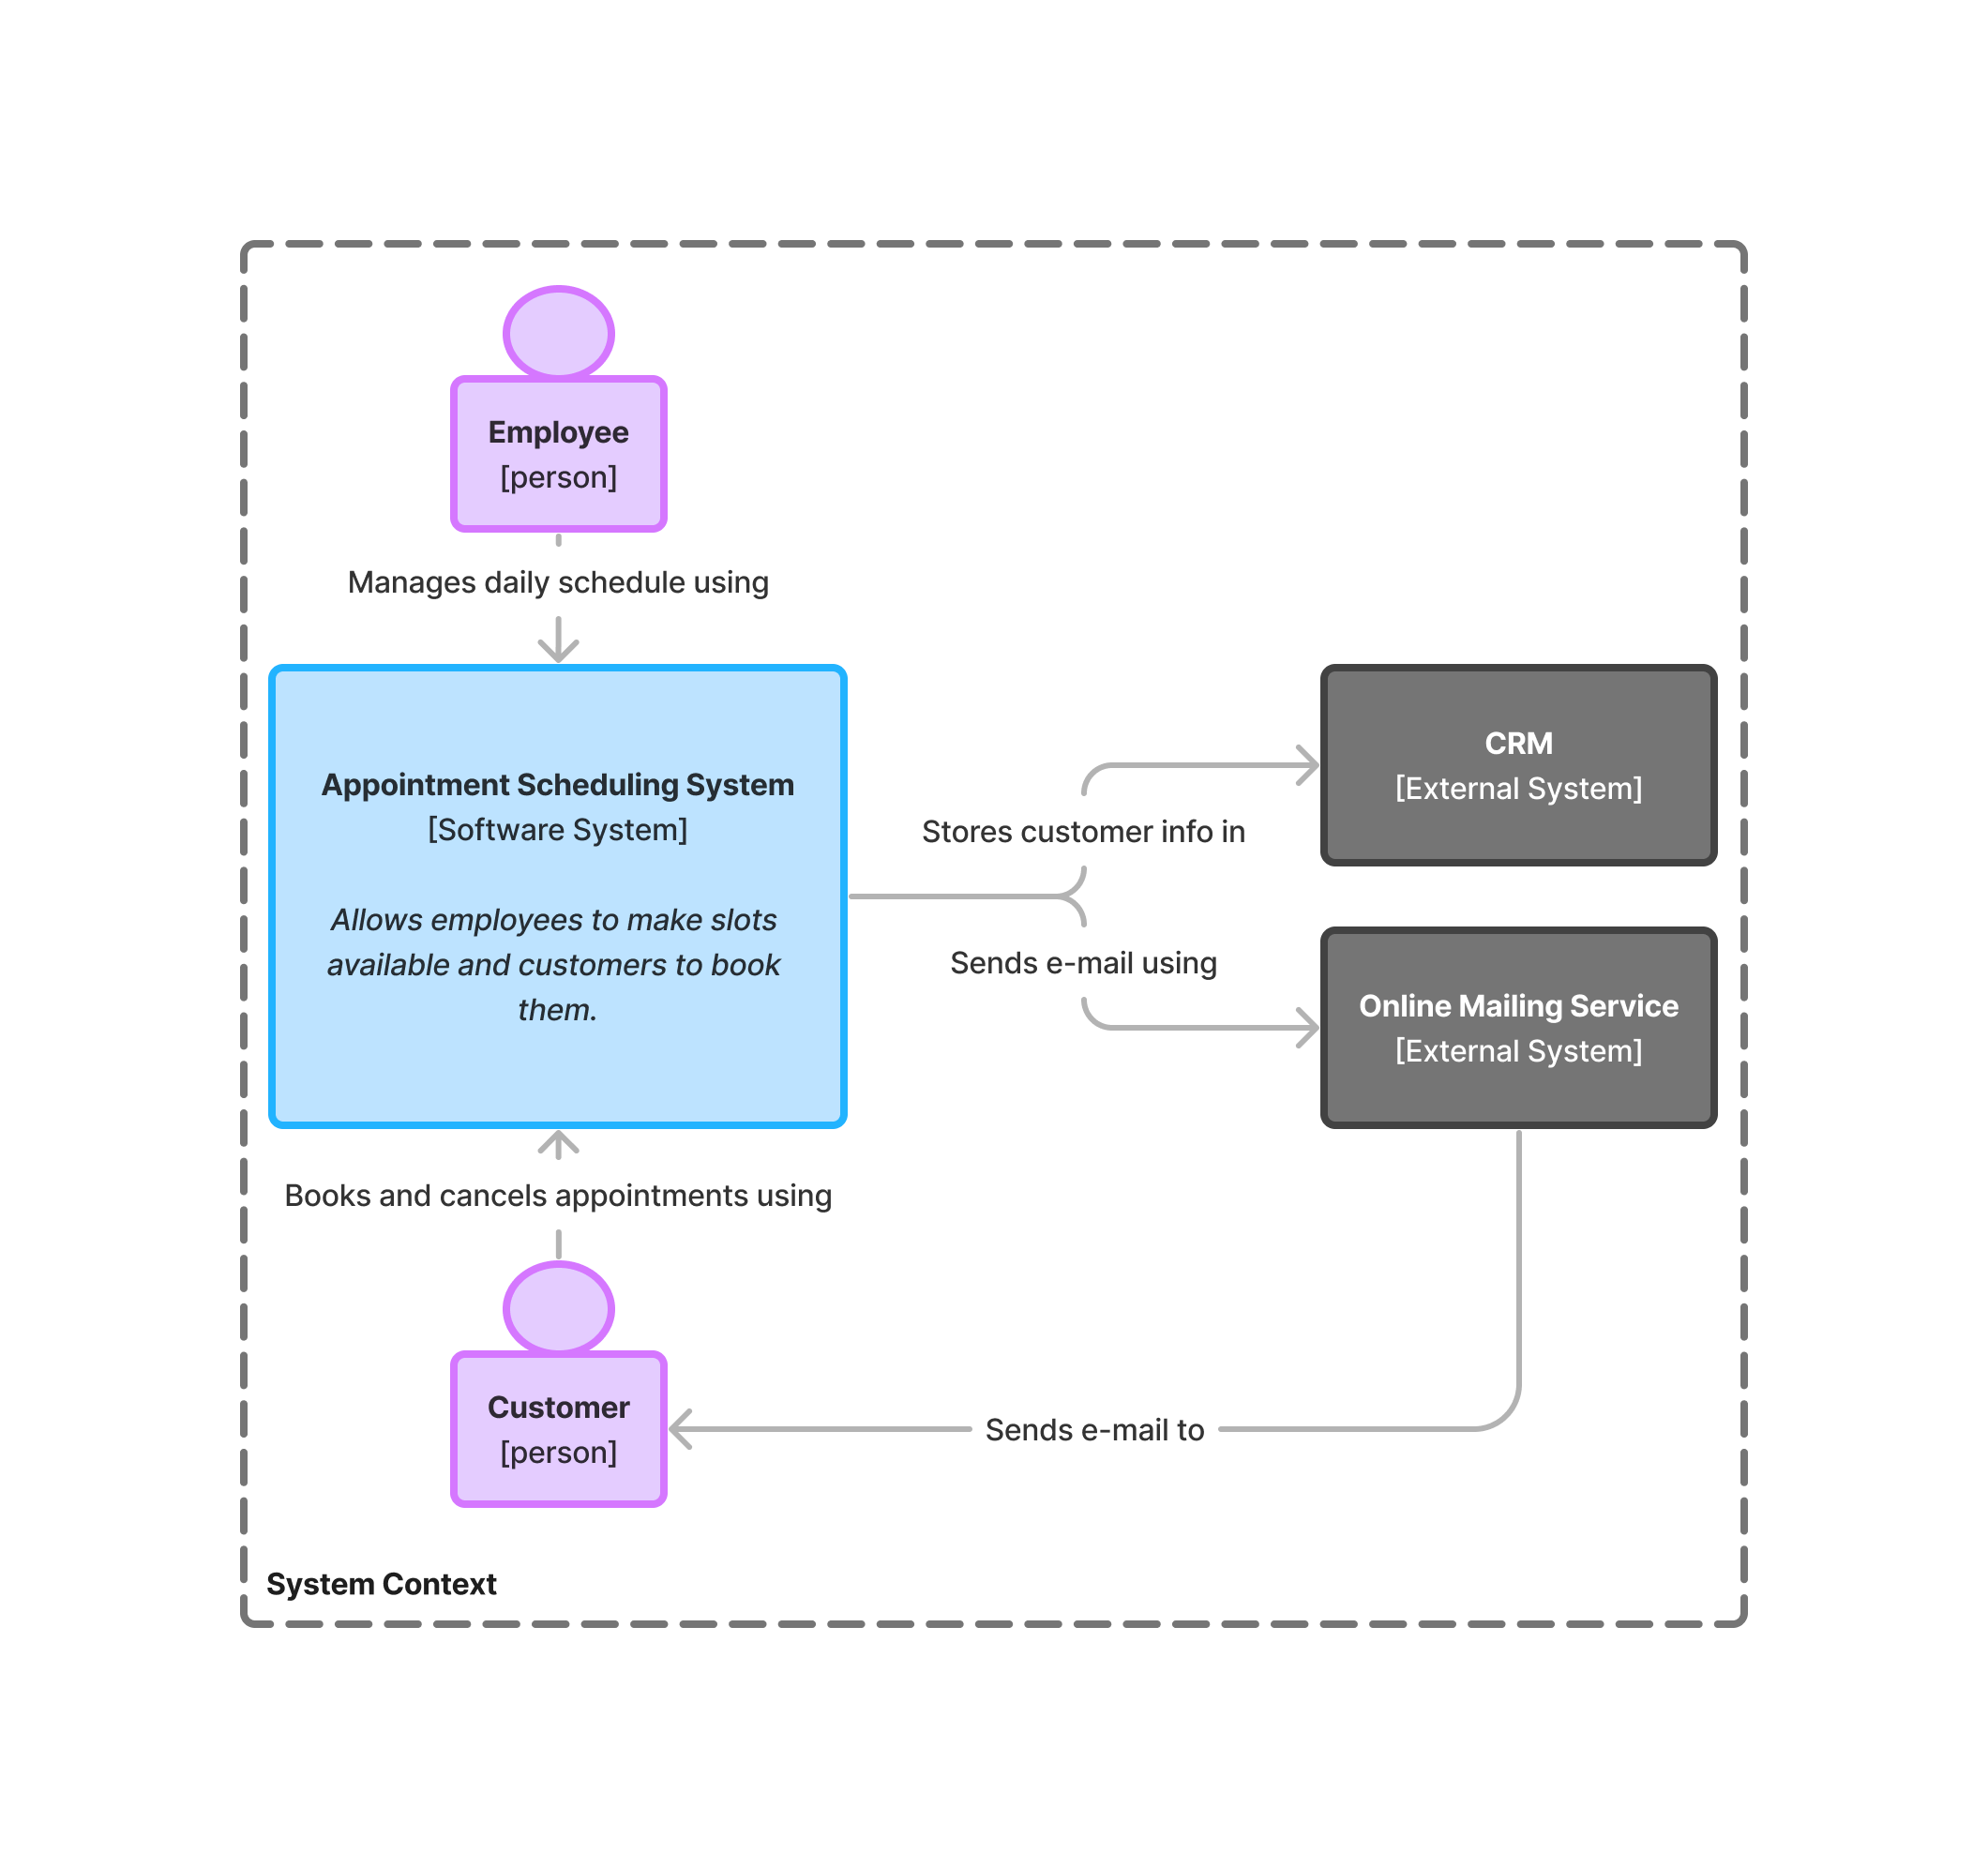 Employee
[person]
Manages daily schedule using
Appointment Scheduling System
[Software System]
Allows employees to make slots
available and customers to book
them.
Stores customer info in
Sends e-mail using
CRM
[External System]
Online Mailing Service
[External System]
Books and cancels appointments using
Customer
[person]
Sends e-mail to
System Context